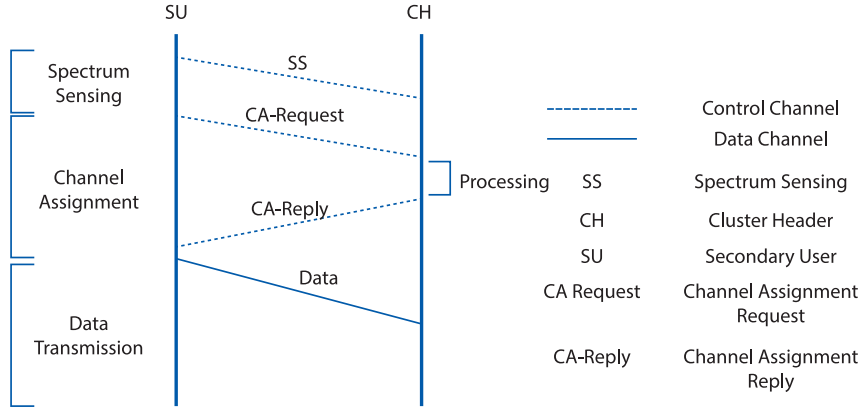 SU
CH
Spectrum
Sensing
SS
CA-Request
Channel
Assignment
Processing
CA-Reply
Data
Data
Transmission
Control Channel
Data Channel
SS Spectrum Sensing
CH Cluster Header
SU Secondary User
CA Request Channel Assignment
Request
CA-Reply Channel Assignment
Reply